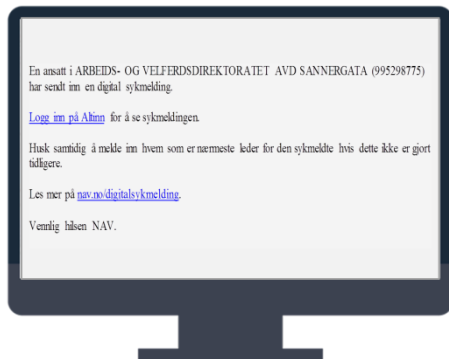 En ansatt i ARBEIDS- OG VELFERDSDIREKTORATET AVD SANNERGATA (995298775)
har sendt inn en digital sykmelding.
Logg inn på Altinn for å se sykmeldingen.
Husk samtidig å melde inn hvem som er nærmeste leder for den sykmeldte hvis dette ikke er gjort
tidligere.
Les mer på nav.no/digitalsykmelding.
Vennlig hilsen NAV.